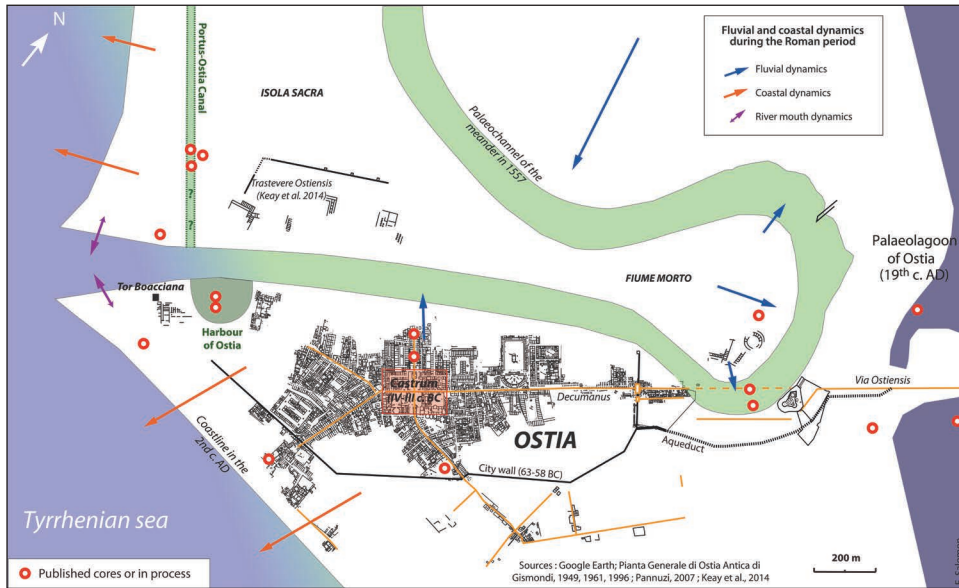 N
Portus-Ostia Canal
ISOLA SACRA
Palaeochannel of the
meander in 1557
Fluvial and coastal dynamics
during the Roman period
Fluvial dynamics
Coastal dynamics
River mouth dynamics
Trastevere Ostiensis
(Keay et al. 2014)
?
?
Palaeolagoon
of Ostia
(19th c. AD)
FIUME MORTO
Tor Boacciana
Harbour
of Ostia
Castrum
IIV-III c. BC
Decumanus
Via Ostiensis
OSTIA
Aqueduct
City wall (63-58 BC)
Coastline in the
2nd c. AD
Tyrrhenian sea
Published cores or in process
Sources : Google Earth; Pianta Generale di Ostia Antica di
Gismondi, 1949, 1961, 1996 ; Pannuzi, 2007 ; Keay et al., 2014
200 m